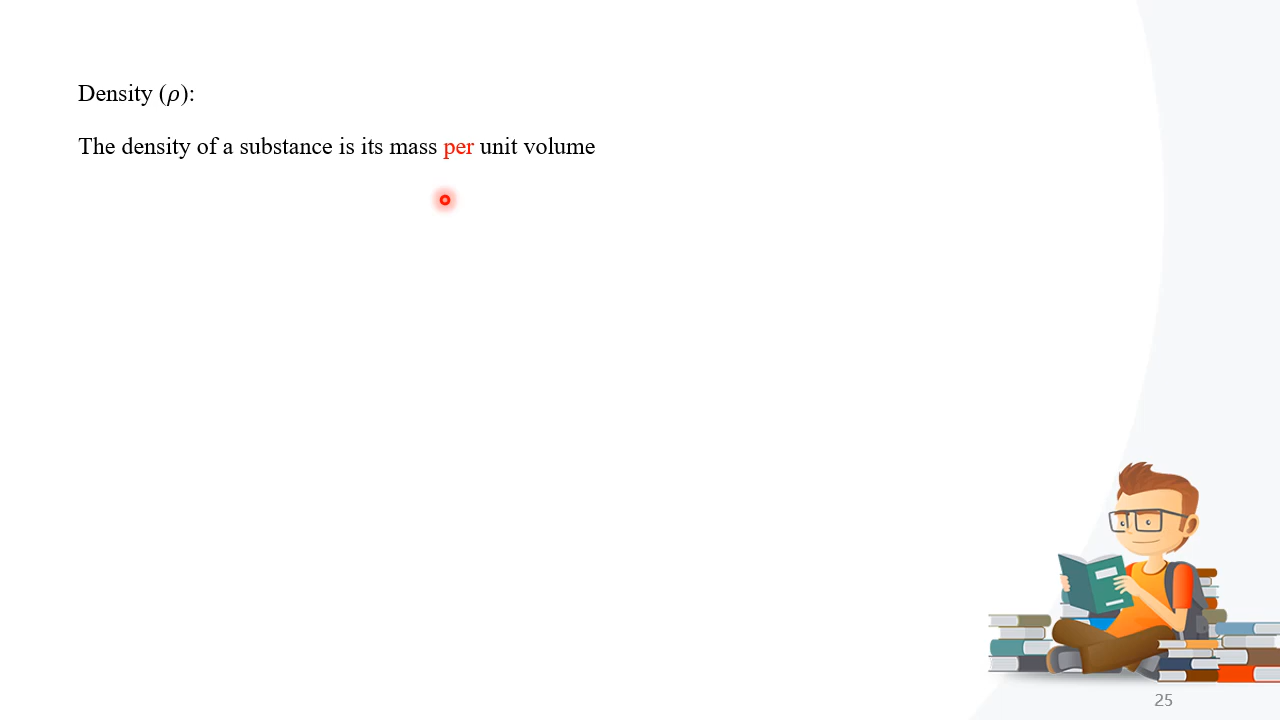 Density (𝜌):
The density of a substance is its mass per unit volume
25